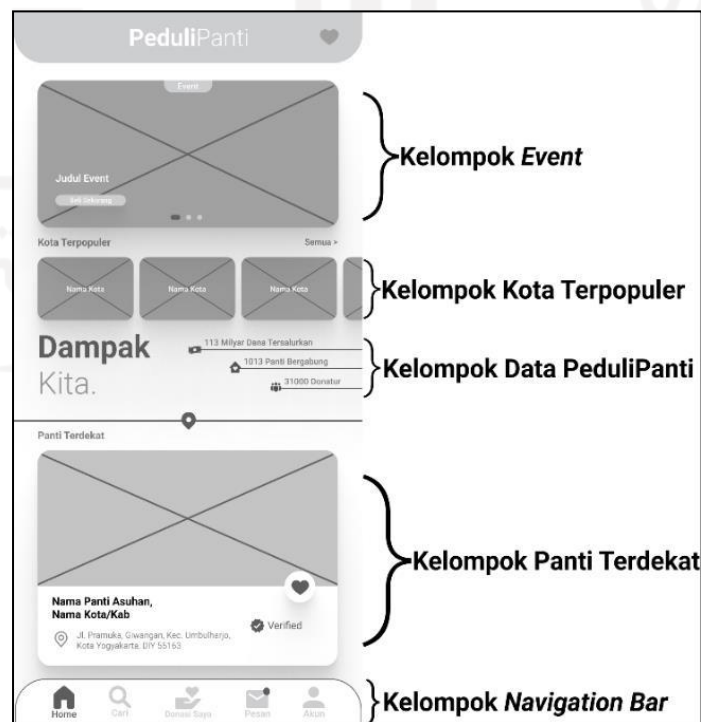 PeduliPanti
Event
Judul Event
Beli Sekarang
Kelompok Event
Kota Terpopuler
Semua >
Nama Kota
Nama Kota
Nama Kota
Kelompok Kota Terpopuler
Dampak
Kita.
113 Milyar Dana Tersalurkan
1013 Panti Bergabung
31000 Donatur
Kelompok Data PeduliPanti
Panti Terdekat
Kelompok Panti Terdekat
Nama Panti Asuhan,
Nama Kota/Kab
Verified
Jl. Pramuka, Giwangan, Kec. Umbulharjo,
Kota Yogyakarta, DIY 55163
Home
Cari
Donasi Saya
Pesan
Akun
Kelompok Navigation Bar